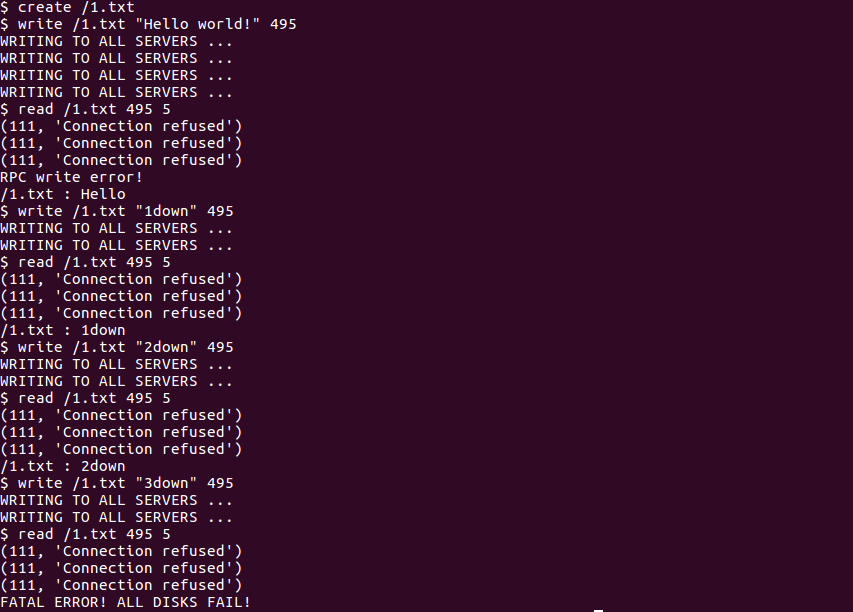 $ create /1.txt
$ write /1.txt "Hello world!" 495
WRITING TO ALL SERVERS ...
WRITING TO ALL SERVERS ...
WRITING TO ALL SERVERS ...
WRITING TO ALL SERVERS ...
$ read /1.txt 495 5
(111, 'Connection refused')
(111, 'Connection refused')
(111, 'Connection refused')
RPC write error!
/1.txt : Hello
$ write /1.txt "1down" 495
WRITING TO ALL SERVERS ...
WRITING TO ALL SERVERS ...
$ read /1.txt 495 5
(111, 'Connection refused')
(111, 'Connection refused')
(111, 'Connection refused')
/1.txt : 1down
$ write /1.txt "2down" 495
WRITING TO ALL SERVERS ...
WRITING TO ALL SERVERS ...
$ read /1.txt 495 5
(111, 'Connection refused')
(111, 'Connection refused')
(111, 'Connection refused')
/1.txt : 2down
$ write /1.txt "3down" 495
WRITING TO ALL SERVERS ...
WRITING TO ALL SERVERS ...
$ read /1.txt 495 5
(111, 'Connection refused')
(111, 'Connection refused')
(111, 'Connection refused')
FATAL ERROR! ALL DISKS FAIL!